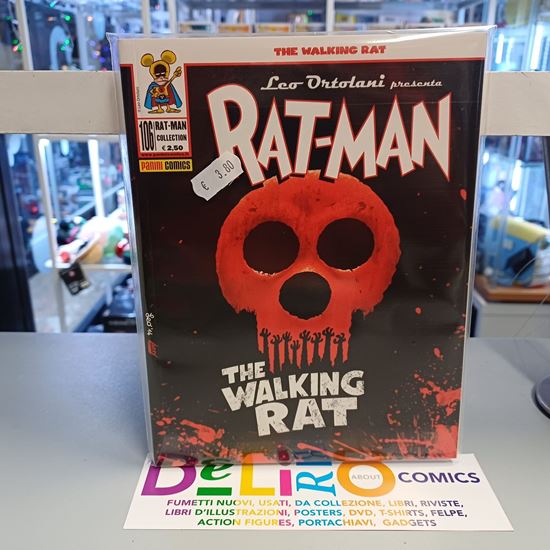 THE WALKING RAT
Leo Ortolani presenta
RAT-MAN
106
RAT-MAN
COLLECTION
€ 2,50
PANINI COMICS
€ 3.80
THE
WALKING
RAT
DeLiRiO
ABOUT
COMICS
FUMETTI NUOVI, USATI, DA COLLEZIONE, LIBRI, RIVISTE,
LIBRI D'ILLUSTRAZIONI, POSTERS, DVD, T-SHIRTS, FELPE,
ACTION FIGURES, PORTACHIAVI, GADGETS